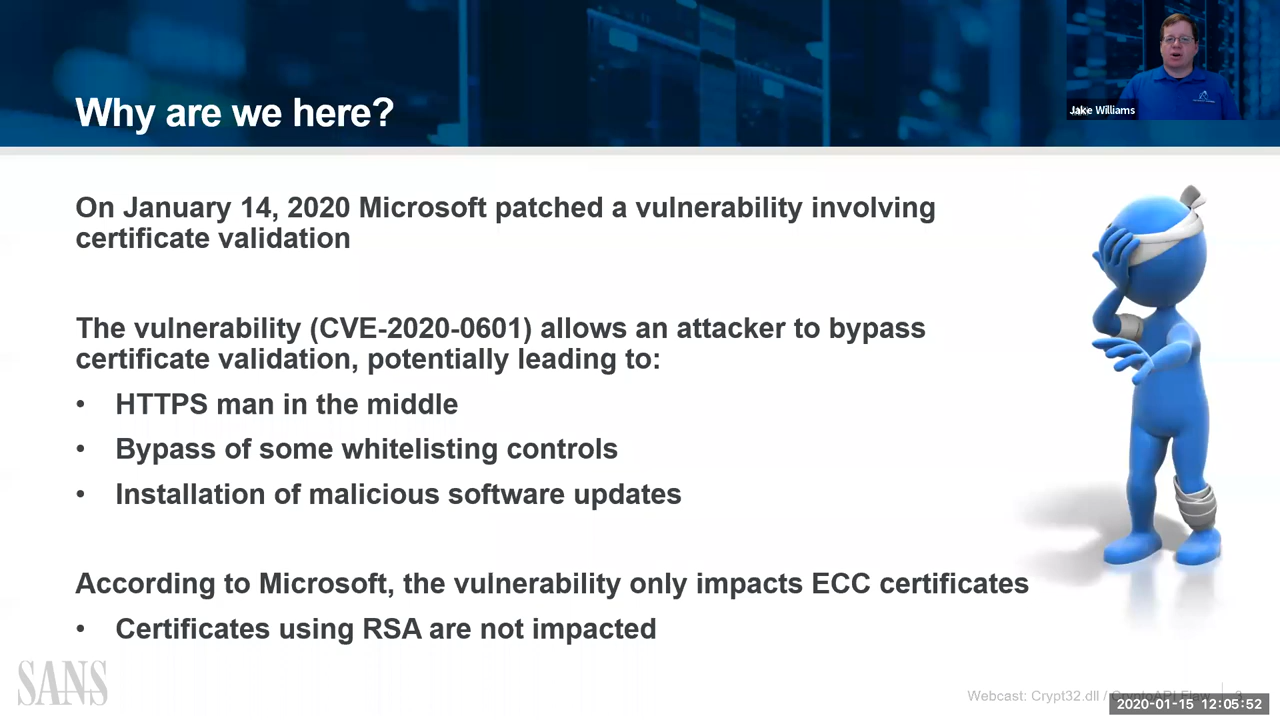 Why are we here?
Jake Williams
On January 14, 2020 Microsoft patched a vulnerability involving
certificate validation
The vulnerability (CVE-2020-0601) allows an attacker to bypass
certificate validation, potentially leading to:
• HTTPS man in the middle
• Bypass of some whitelisting controls
• Installation of malicious software updates
According to Microsoft, the vulnerability only impacts ECC certificates
• Certificates using RSA are not impacted
SANS
Webcast: Crypt32.dll / CryptoAPI Flaw 3
2020-01-15 12:05:52